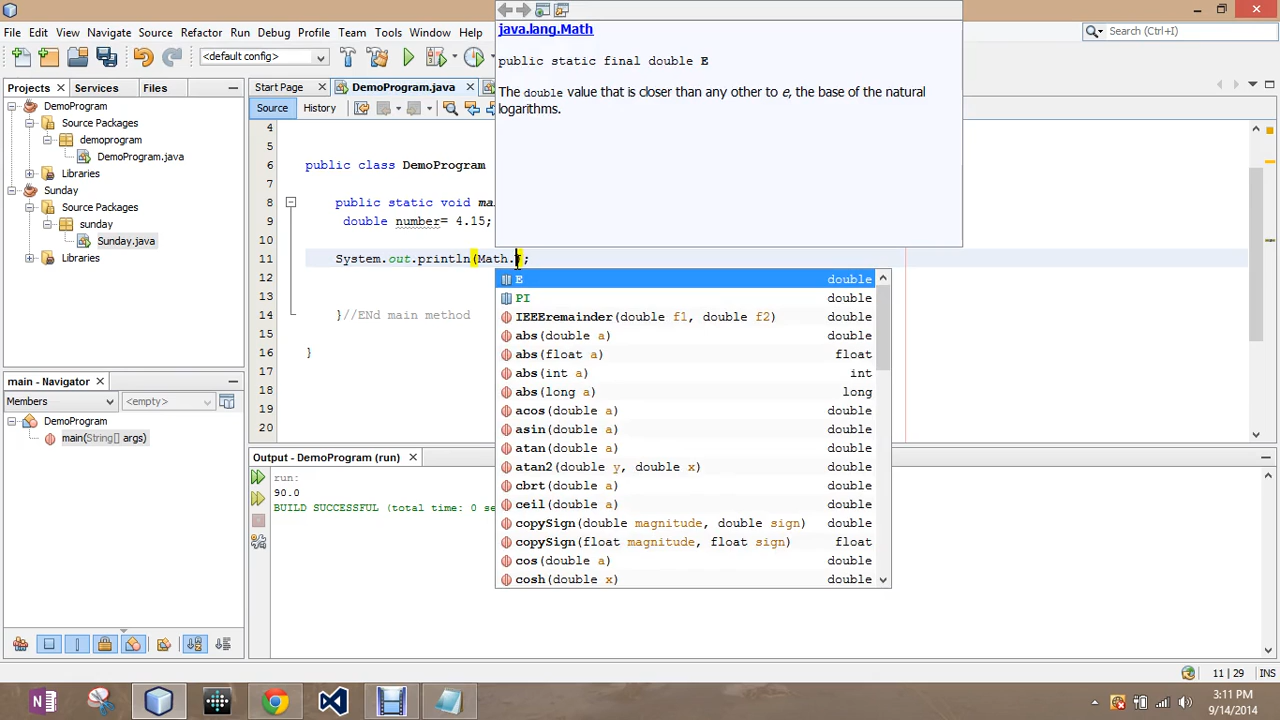 java.lang.Math
public static final double E
The double value that is closer than any other to e, the base of the natural
logarithms.
File Edit View Navigate Source Refactor Run Debug Profile Team Tools Window Help
Search (Ctrl+I)
<default config>
Projects Services Files
Start Page DemoProgram.java
Source History
DemoProgram
Source Packages
demoprogram
DemoProgram.java
Libraries
Sunday
Source Packages
sunday
Sunday.java
Libraries
4
5
6 public class DemoProgram
7
8 public static void ma
9 double number= 4.15;
10
11 System.out.println(Math.);
12
13
14 }//ENd main method
15
16 }
17
18
19
20
E double
PI double
IEEEremainder(double f1, double f2) double
abs(double a) double
abs(float a) float
abs(int a) int
abs(long a) long
acos(double a) double
asin(double a) double
atan(double a) double
atan2(double y, double x) double
cbrt(double a) double
ceil(double a) double
copySign(double magnitude, double sign) double
copySign(float magnitude, float sign) float
cos(double a) double
cosh(double x) double
main - Navigator
Members <empty>
DemoProgram
main(String[] args)
Output - DemoProgram (run)
run:
90.0
BUILD SUCCESSFUL (total time: 0 se
11 | 29 INS
3:11 PM
9/14/2014